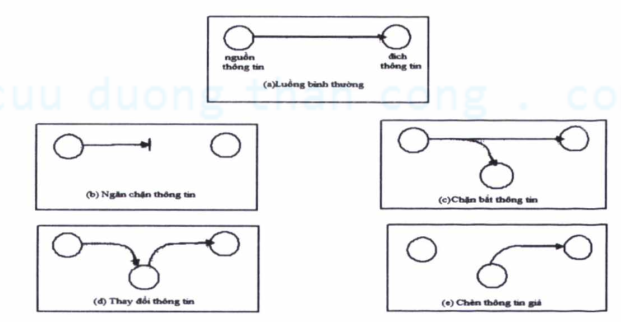 nguồn
thông tin
đích
thông tin
(a)Luồng bình thường
cuu duong than cong . co
(b) Ngăn chặn thông tin
(c)Chặn bắt thông tin
(d) Thay đổi thông tin
(e) Chèn thông tin giả